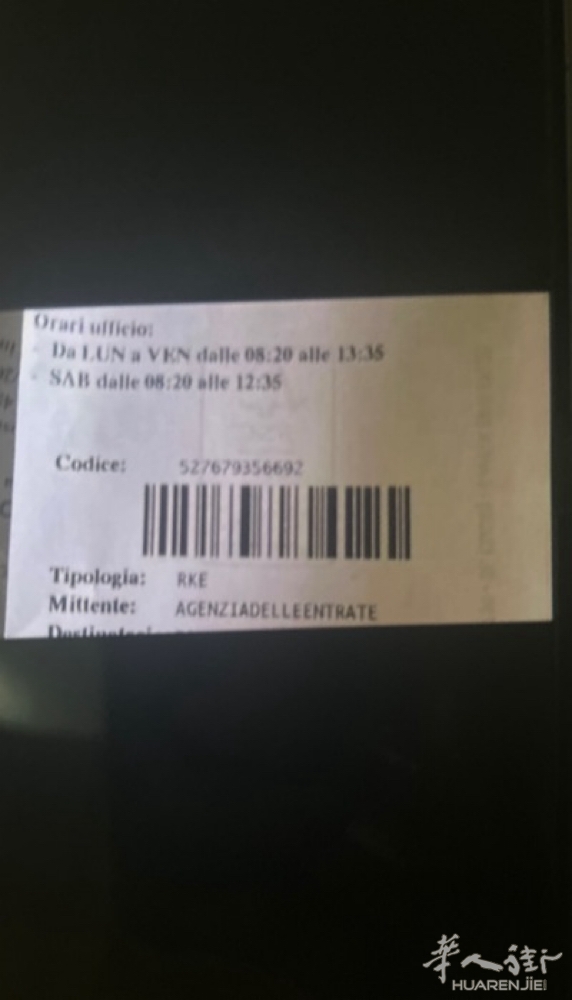 Orari ufficio:
- Da LUN a VEN dalle 08:20 alle 13:35
- SAB dalle 08:20 alle 12:35
Codice: 527679356692
Tipologia: RKE
Mittente: AGENZIADELLEENTRATE
華人街
HUARENJIE